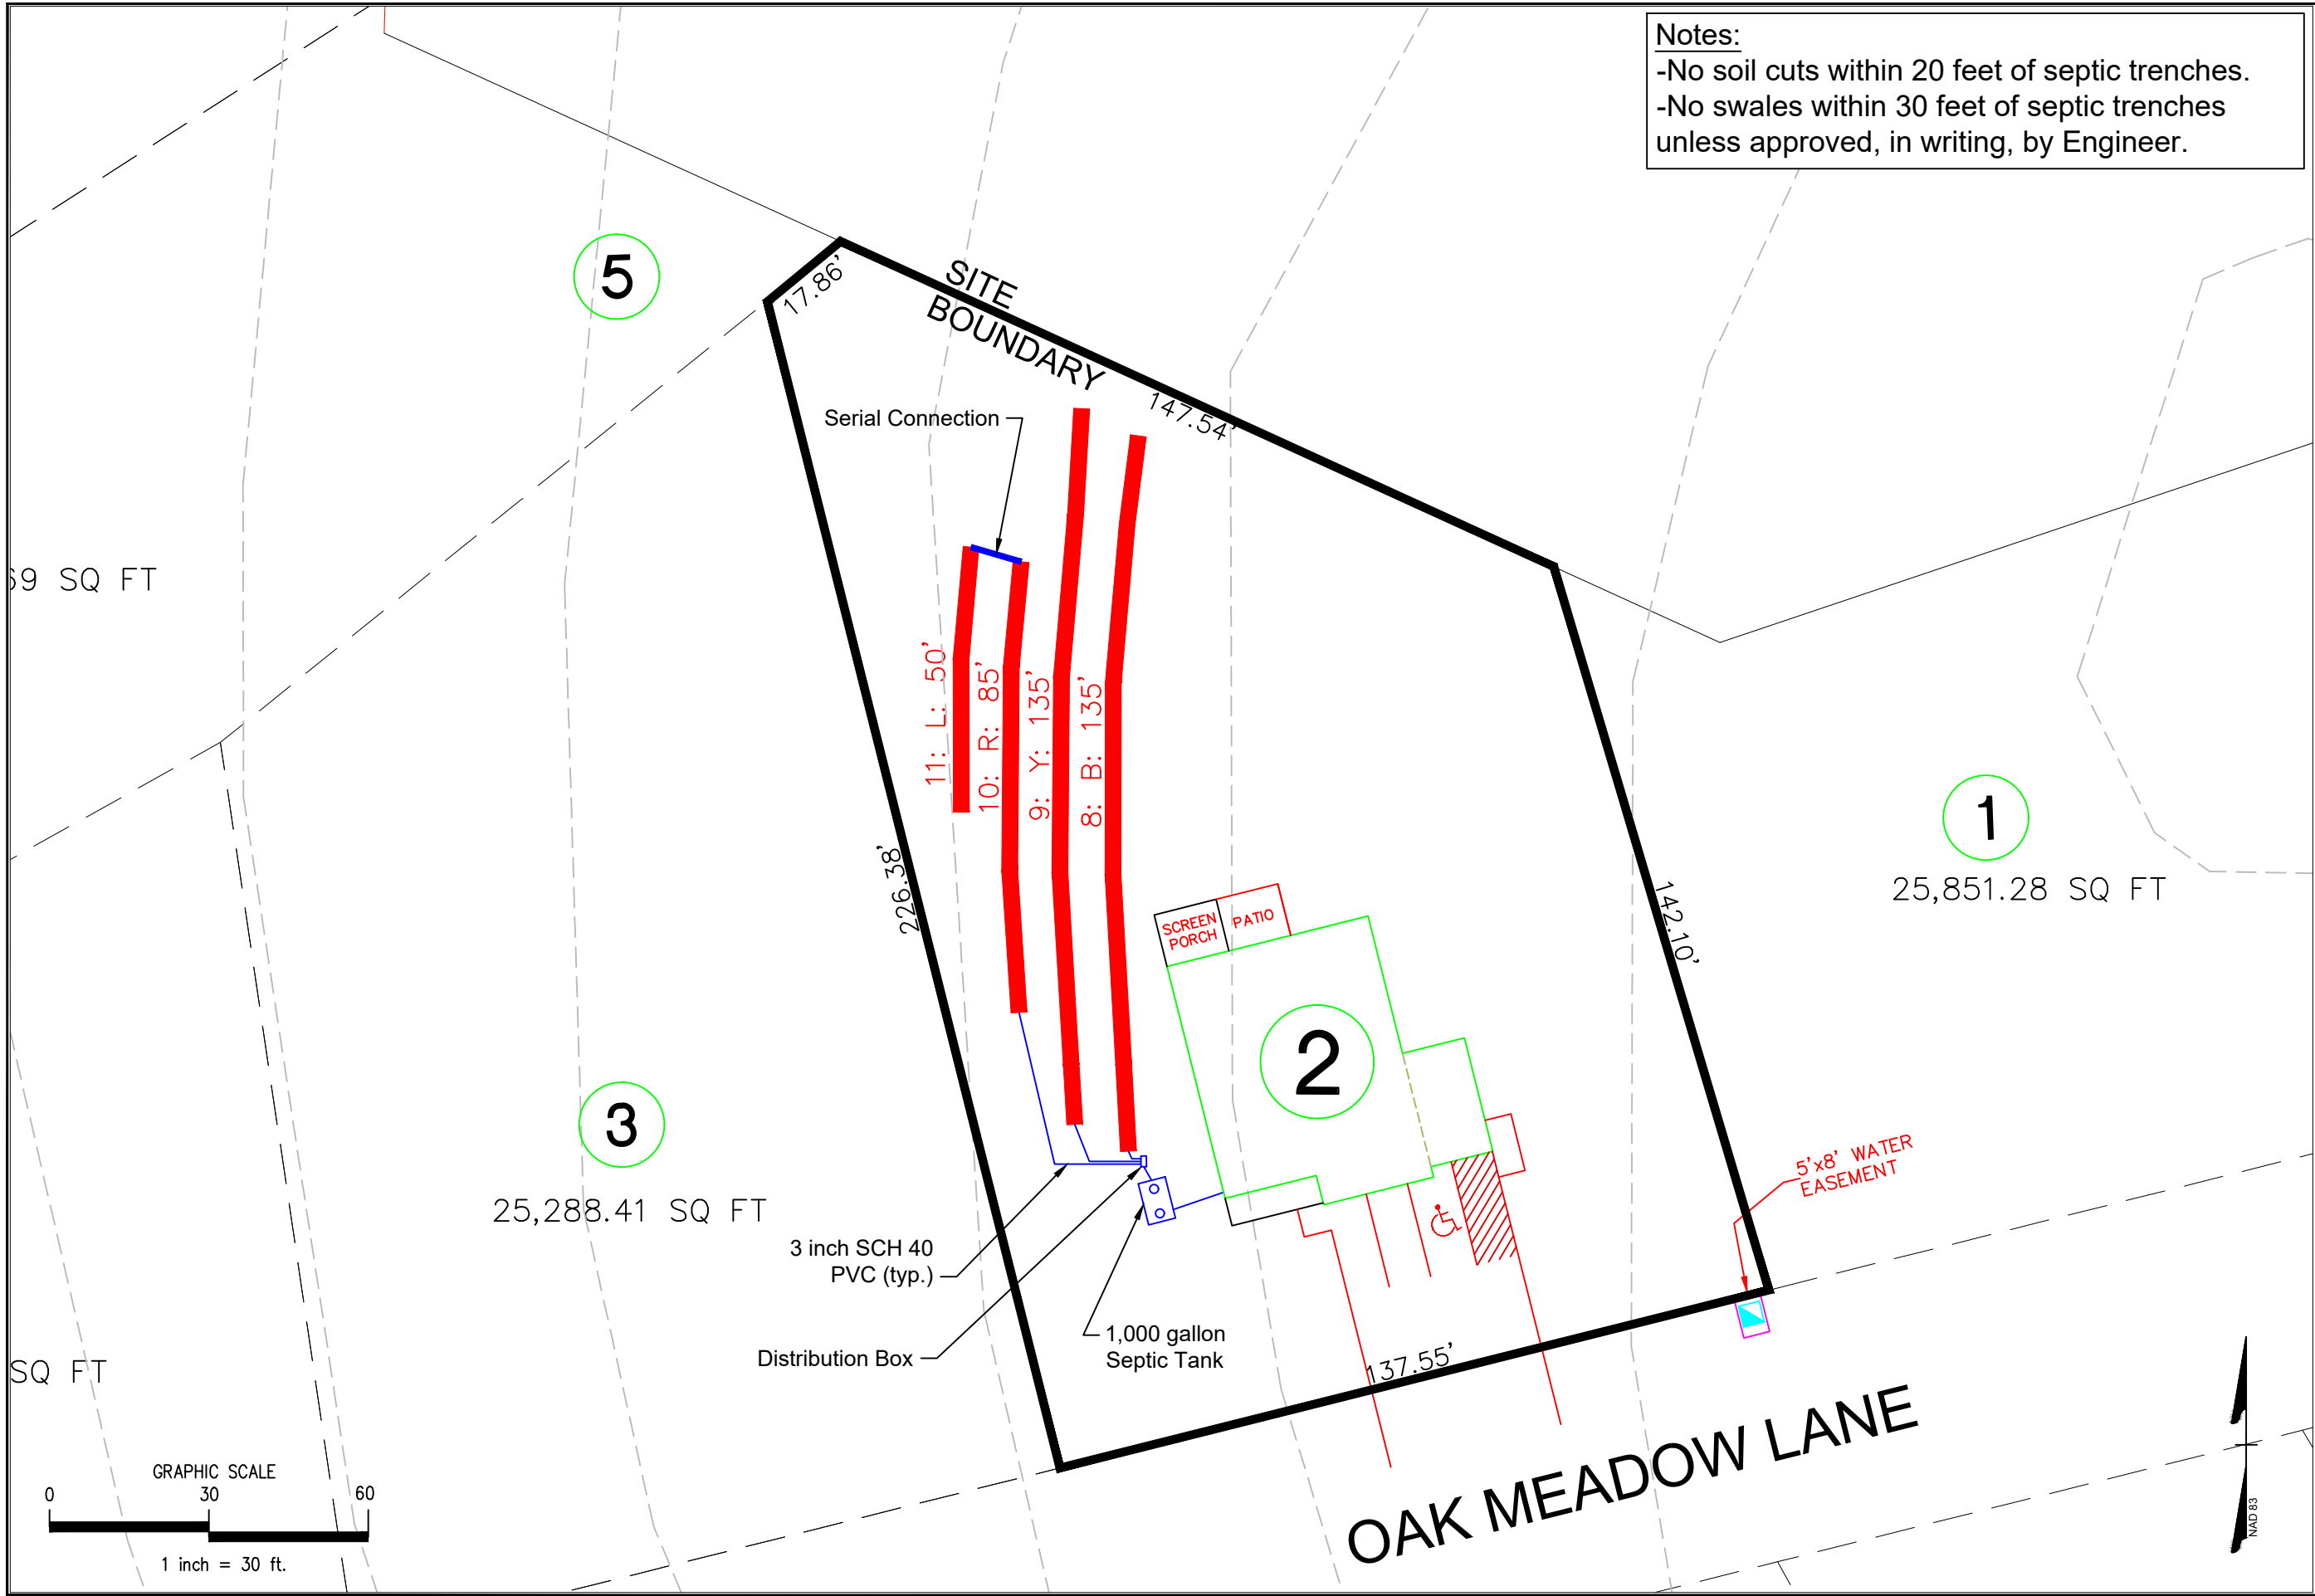 Notes:
-No soil cuts within 20 feet of septic trenches.
-No swales within 30 feet of septic trenches
unless approved, in writing, by Engineer.
5
17.86'
SITE
BOUNDARY
147.54'
Serial Connection
SQ FT
11: L: 50'
10: R: 85'
9: Y: 135'
8: B: 135'
1
25,851.28 SQ FT
226.38'
142.10'
SCREEN
PORCH
PATIO
2
3
25,288.41 SQ FT
5'x8' WATER
EASEMENT
3 inch SCH 40
PVC (typ.)
Distribution Box
1,000 gallon
Septic Tank
137.55'
SQ FT
OAK MEADOW LANE
GRAPHIC SCALE
0 30 60
1 inch = 30 ft.
NAD 83